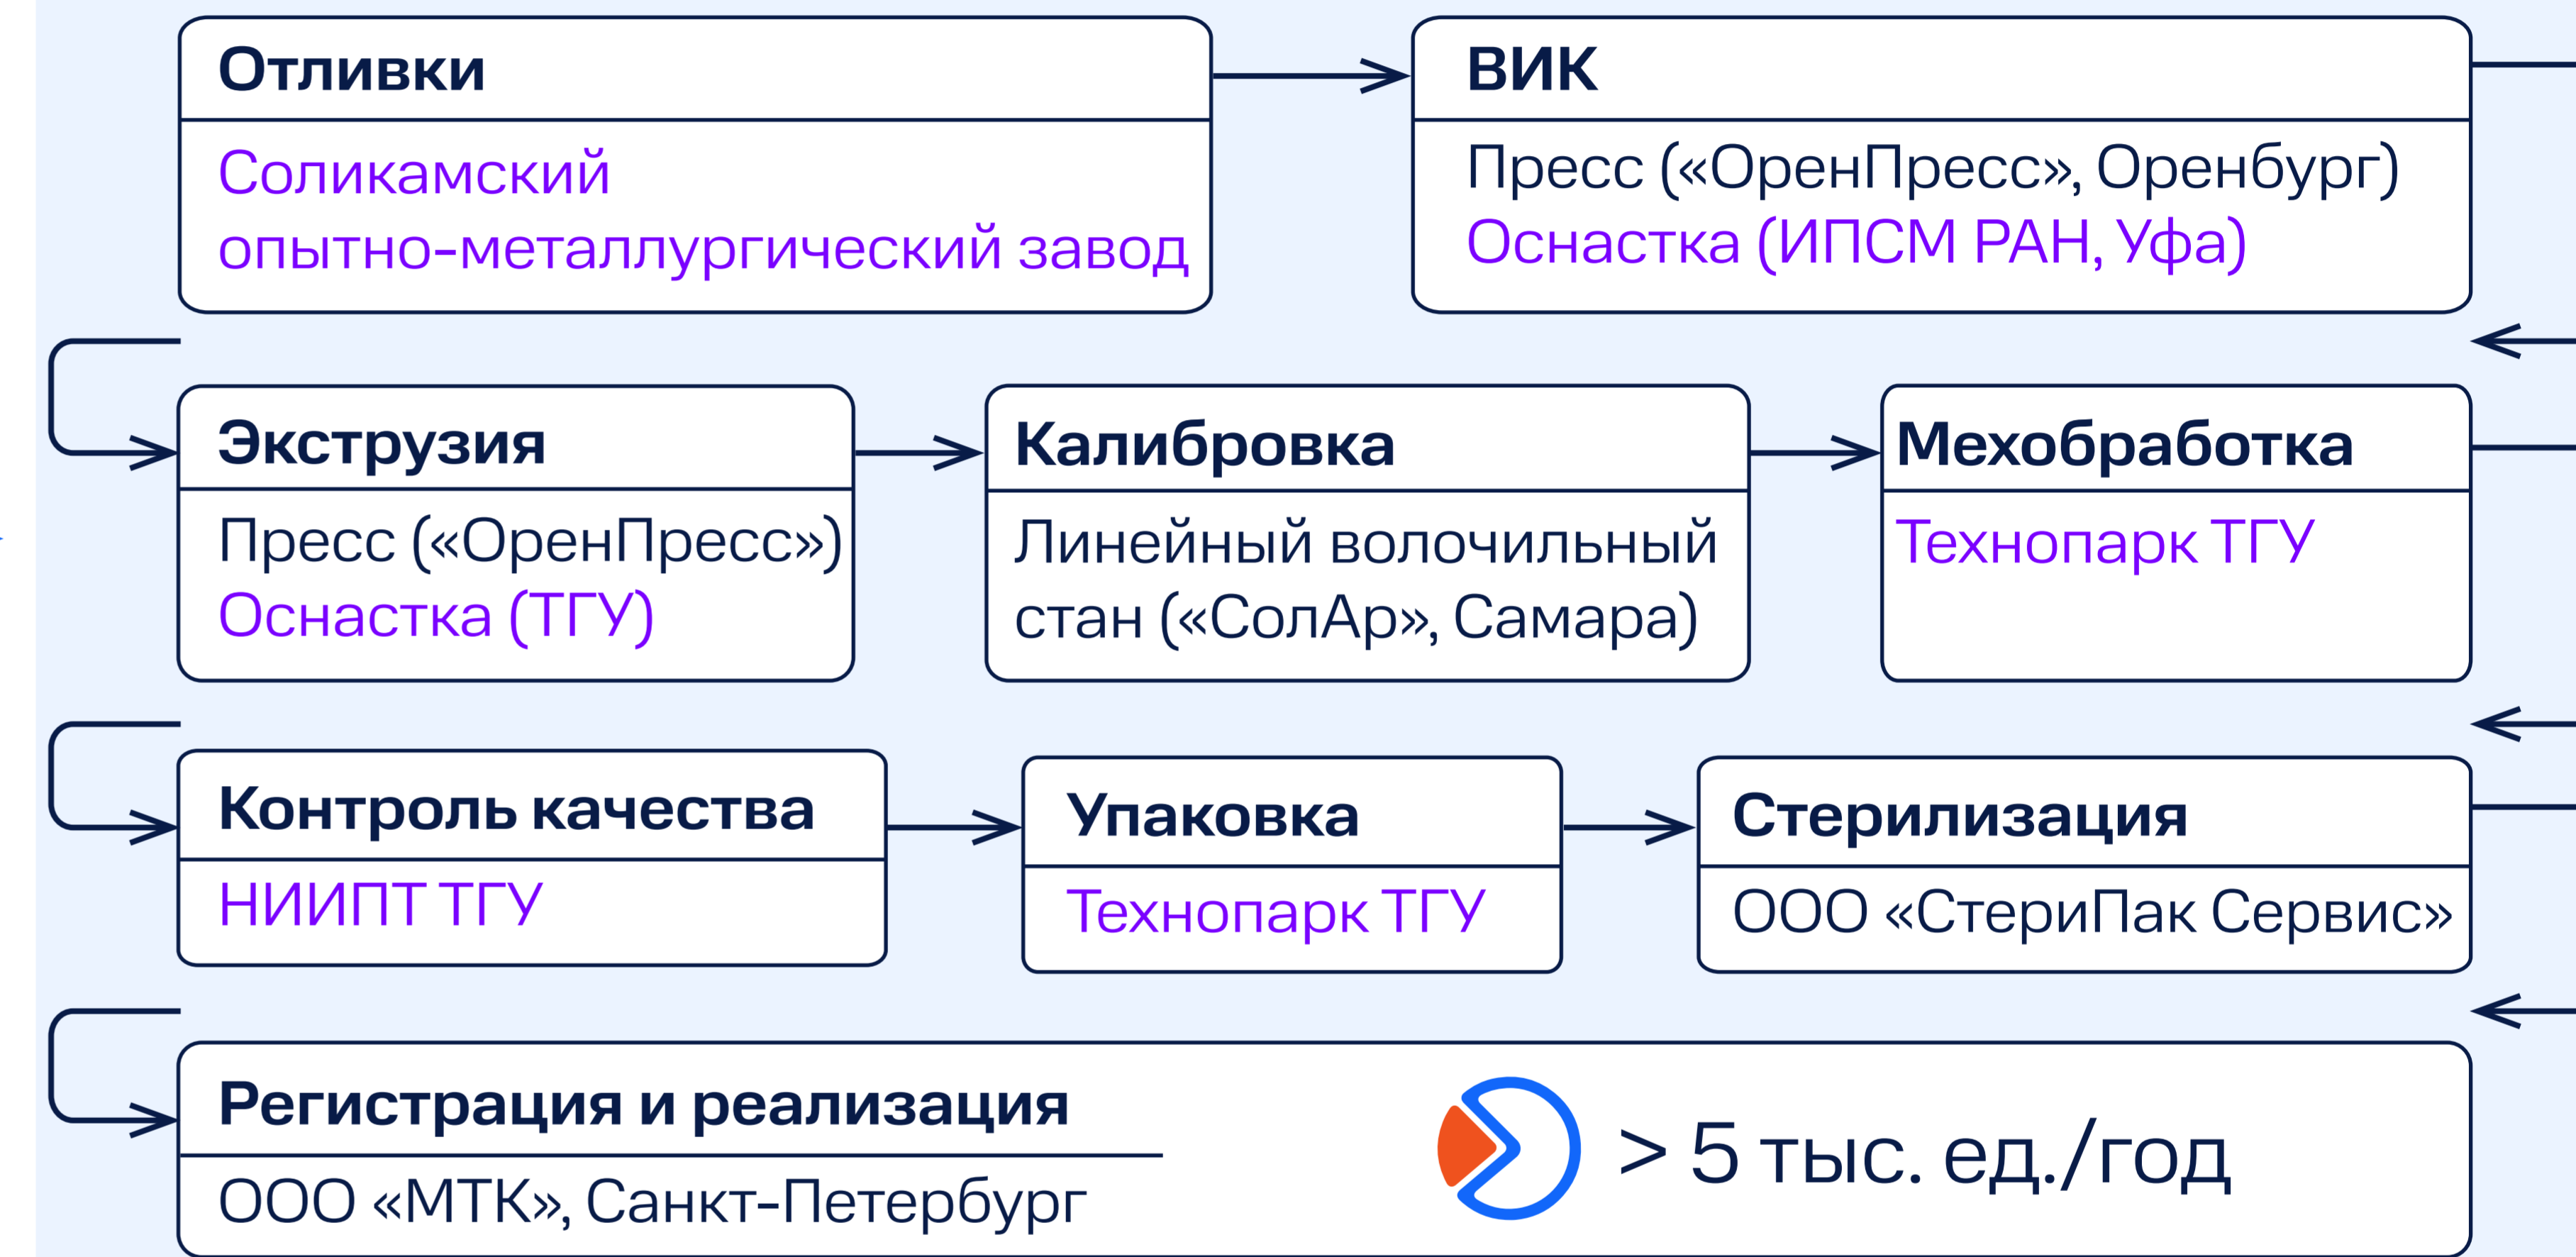 Отливки
Соликамский
опытно-металлургический завод
ВИК
Пресс («ОренПресс», Оренбург)
Оснастка (ИПСМ РАН, Уфа)
Экструзия
Пресс («ОренПресс»)
Оснастка (ТГУ)
Калибровка
Линейный волочильный
стан («СолАр», Самара)
Мехобработка
Технопарк ТГУ
Контроль качества
НИИПТ ТГУ
Упаковка
Технопарк ТГУ
Стерилизация
ООО «СтериПак Сервис»
Регистрация и реализация
ООО «МТК», Санкт-Петербург
> 5 тыс. ед./год